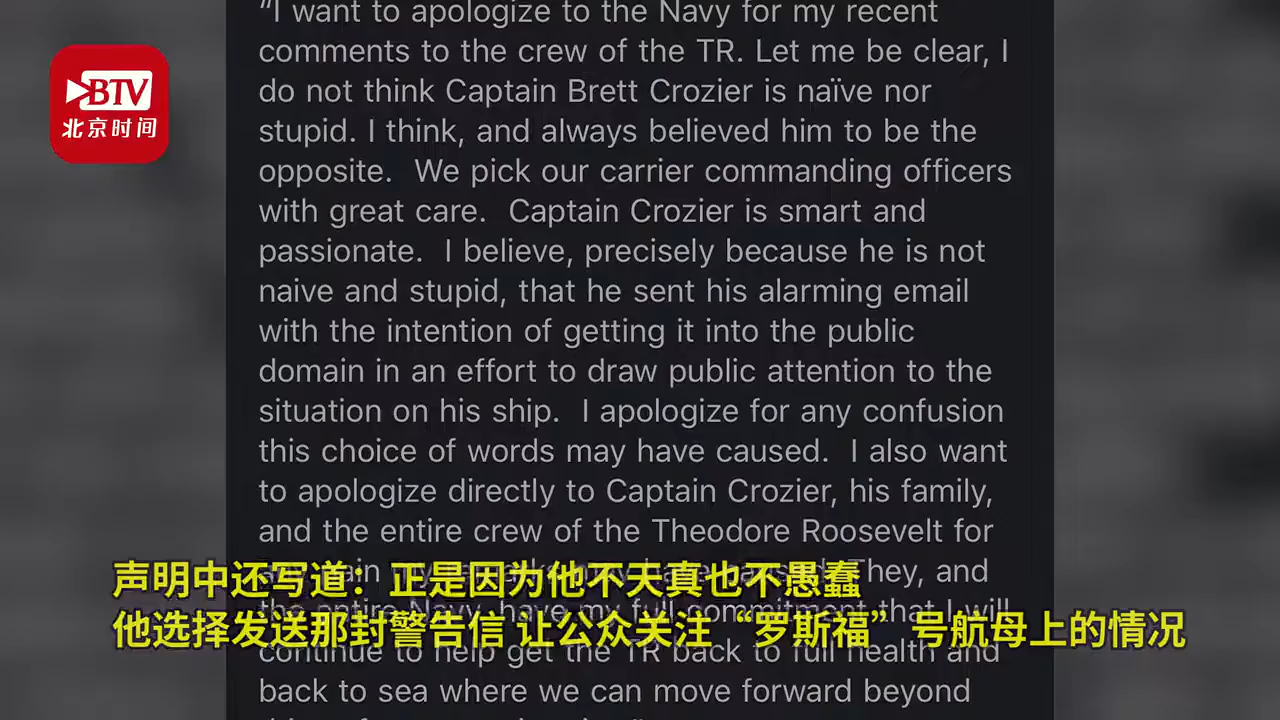 “I want to apologize to the Navy for my recent
comments to the crew of the TR. Let me be clear, I
do not think Captain Brett Crozier is naïve nor
stupid. I think, and always believed him to be the
opposite.  We pick our carrier commanding officers
with great care.  Captain Crozier is smart and
passionate.  I believe, precisely because he is not
naive and stupid, that he sent his alarming email
with the intention of getting it into the public
domain in an effort to draw public attention to the
situation on his ship.  I apologize for any confusion
this choice of words may have caused.  I also want
to apologize directly to Captain Crozier, his family,
and the entire crew of the Theodore Roosevelt for
They, and
the entire Navy, have my full commitment that I will
continue to help get the TR back to full health and
back to sea where we can move forward beyond
BTV
北京时间
声明中还写道：正是因为他不天真也不愚蠢
他选择发送那封警告信 让公众关注“罗斯福”号航母上的情况